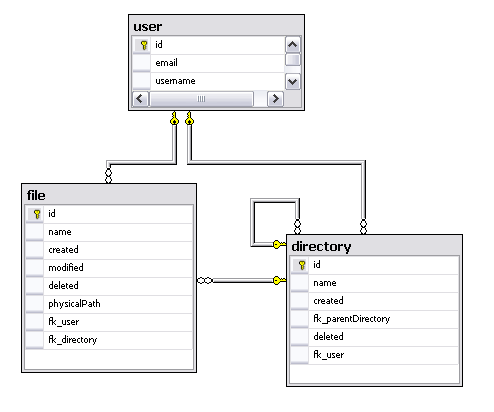 user
id
email
username
file
id
name
created
modified
deleted
physicalPath
fk_user
fk_directory
directory
id
name
created
fk_parentDirectory
deleted
fk_user